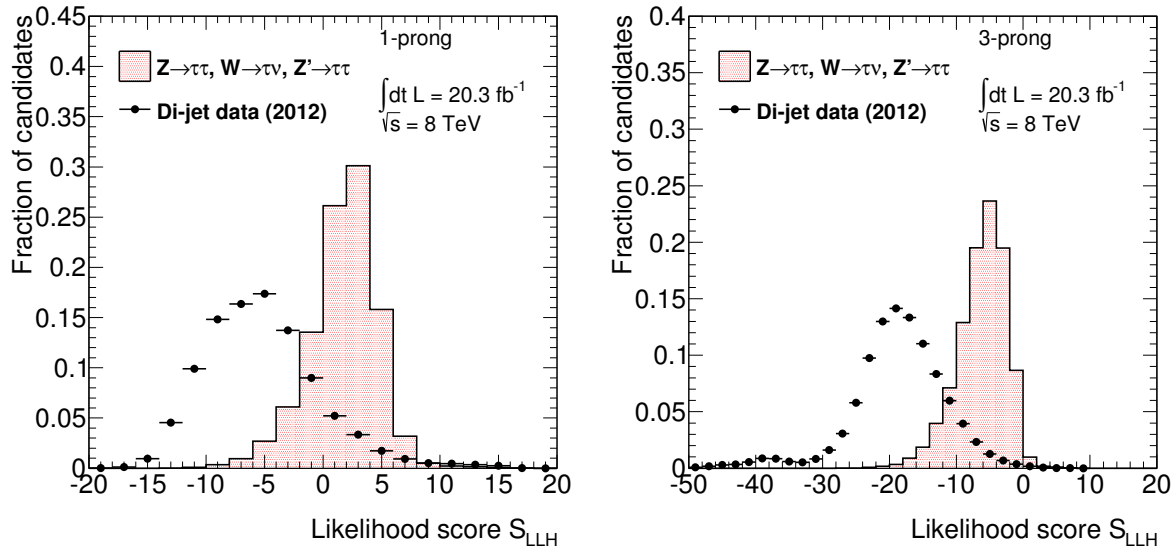 Fraction of candidates
0.45
0.4
0.35
0.3
0.25
0.2
0.15
0.1
0.05
0
1-prong
Z→ττ, W→τν, Z'→ττ
Di-jet data (2012)
∫dt L = 20.3 fb⁻¹
√s = 8 TeV
-20 -15 -10 -5 0 5 10 15 20
Likelihood score S_LLH
Fraction of candidates
0.4
0.35
0.3
0.25
0.2
0.15
0.1
0.05
0
3-prong
Z→ττ, W→τν, Z'→ττ
Di-jet data (2012)
∫dt L = 20.3 fb⁻¹
√s = 8 TeV
-50 -40 -30 -20 -10 0 10 20
Likelihood score S_LLH